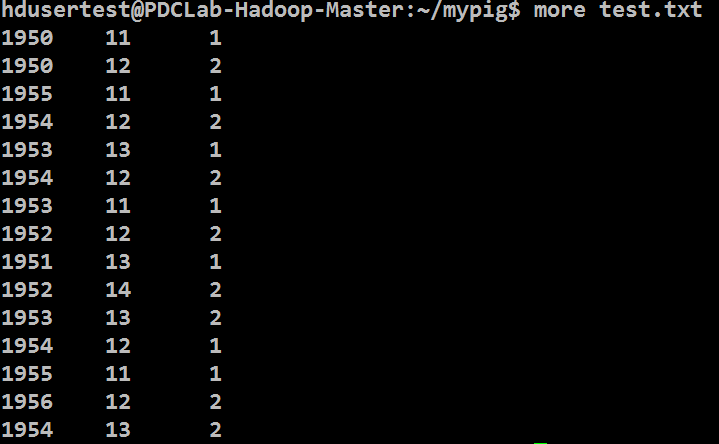 hdusertest@PDCLab-Hadoop-Master:~/mypig$ more test.txt
1950 11 1
1950 12 2
1955 11 1
1954 12 2
1953 13 1
1954 12 2
1953 11 1
1952 12 2
1951 13 1
1952 14 2
1953 13 2
1954 12 1
1955 11 1
1956 12 2
1954 13 2